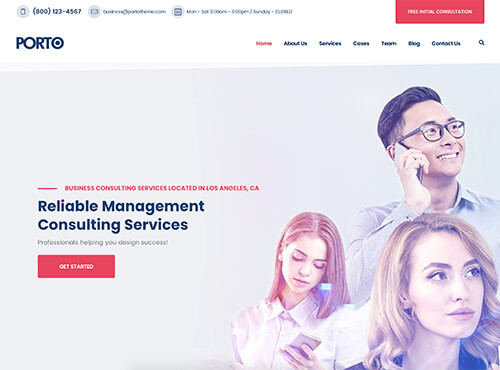 (800) 123-4567
business@portotheme.com
Mon - Sat 9:00am - 6:00pm / Sunday - CLOSED
FREE INITIAL CONSULTATION
PORTO
Home About Us Services Cases Team Blog Contact Us
BUSINESS CONSULTING SERVICES LOCATED IN LOS ANGELES, CA
Reliable Management
Consulting Services
Professionals helping you design success!
GET STARTED